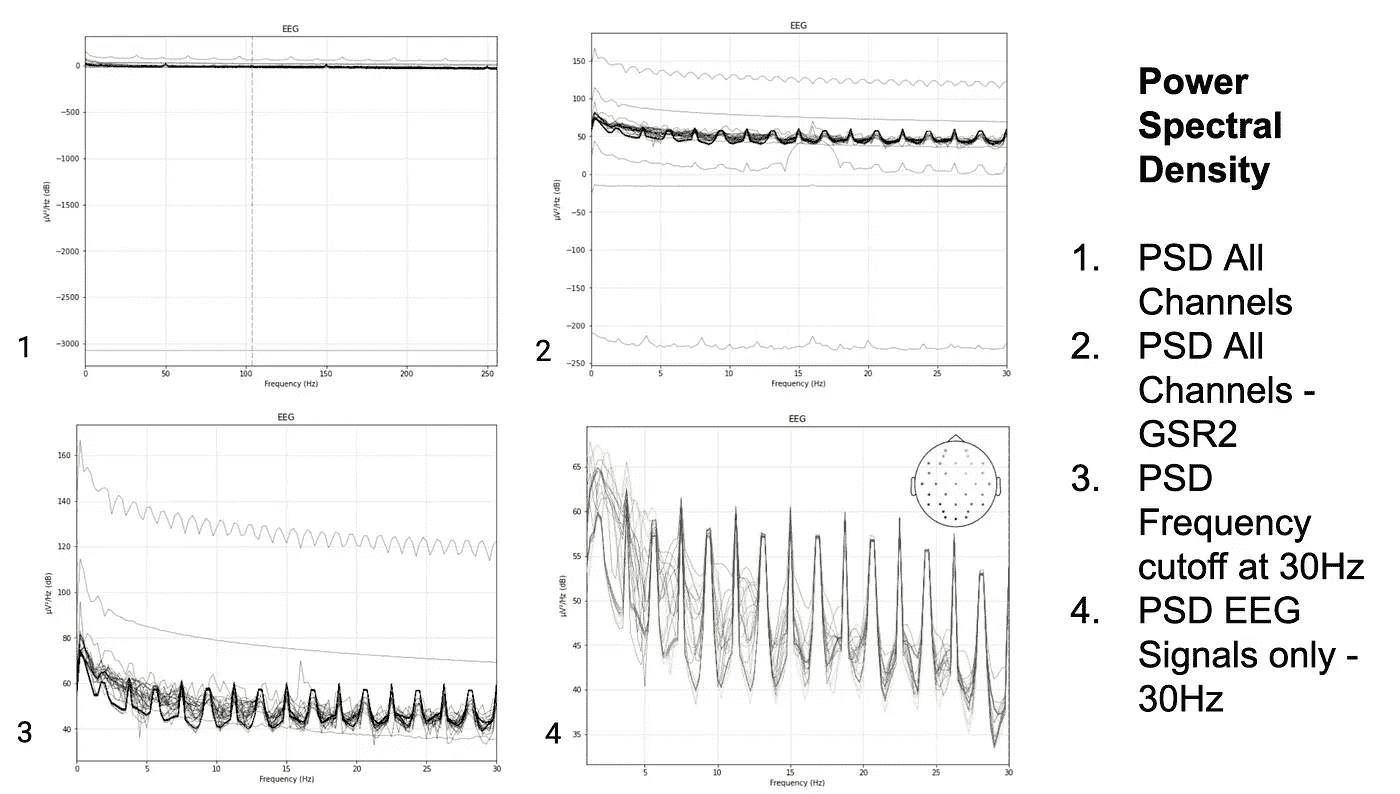 EEG
0
−500
−1000
−1500
−2000
−2500
−3000
µV²/Hz (dB)
0
50
100
150
200
250
Frequency (Hz)
1
EEG
150
100
50
0
−50
−100
−150
−200
−250
µV²/Hz (dB)
0
5
10
15
20
25
30
Frequency (Hz)
2
EEG
160
140
120
100
80
60
40
µV²/Hz (dB)
0
5
10
15
20
25
30
Frequency (Hz)
3
EEG
65
60
55
50
45
40
35
µV²/Hz (dB)
5
10
15
20
25
30
Frequency (Hz)
4
Power
Spectral
Density
1. PSD All
Channels
2. PSD All
Channels -
GSR2
3. PSD
Frequency
cutoff at 30Hz
4. PSD EEG
Signals only -
30Hz